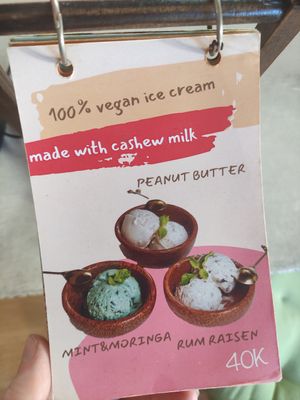 100% vegan ice cream
made with cashew milk
PEANUT BUTTER
MINT&MORINGA
RUM RAISEN
40K